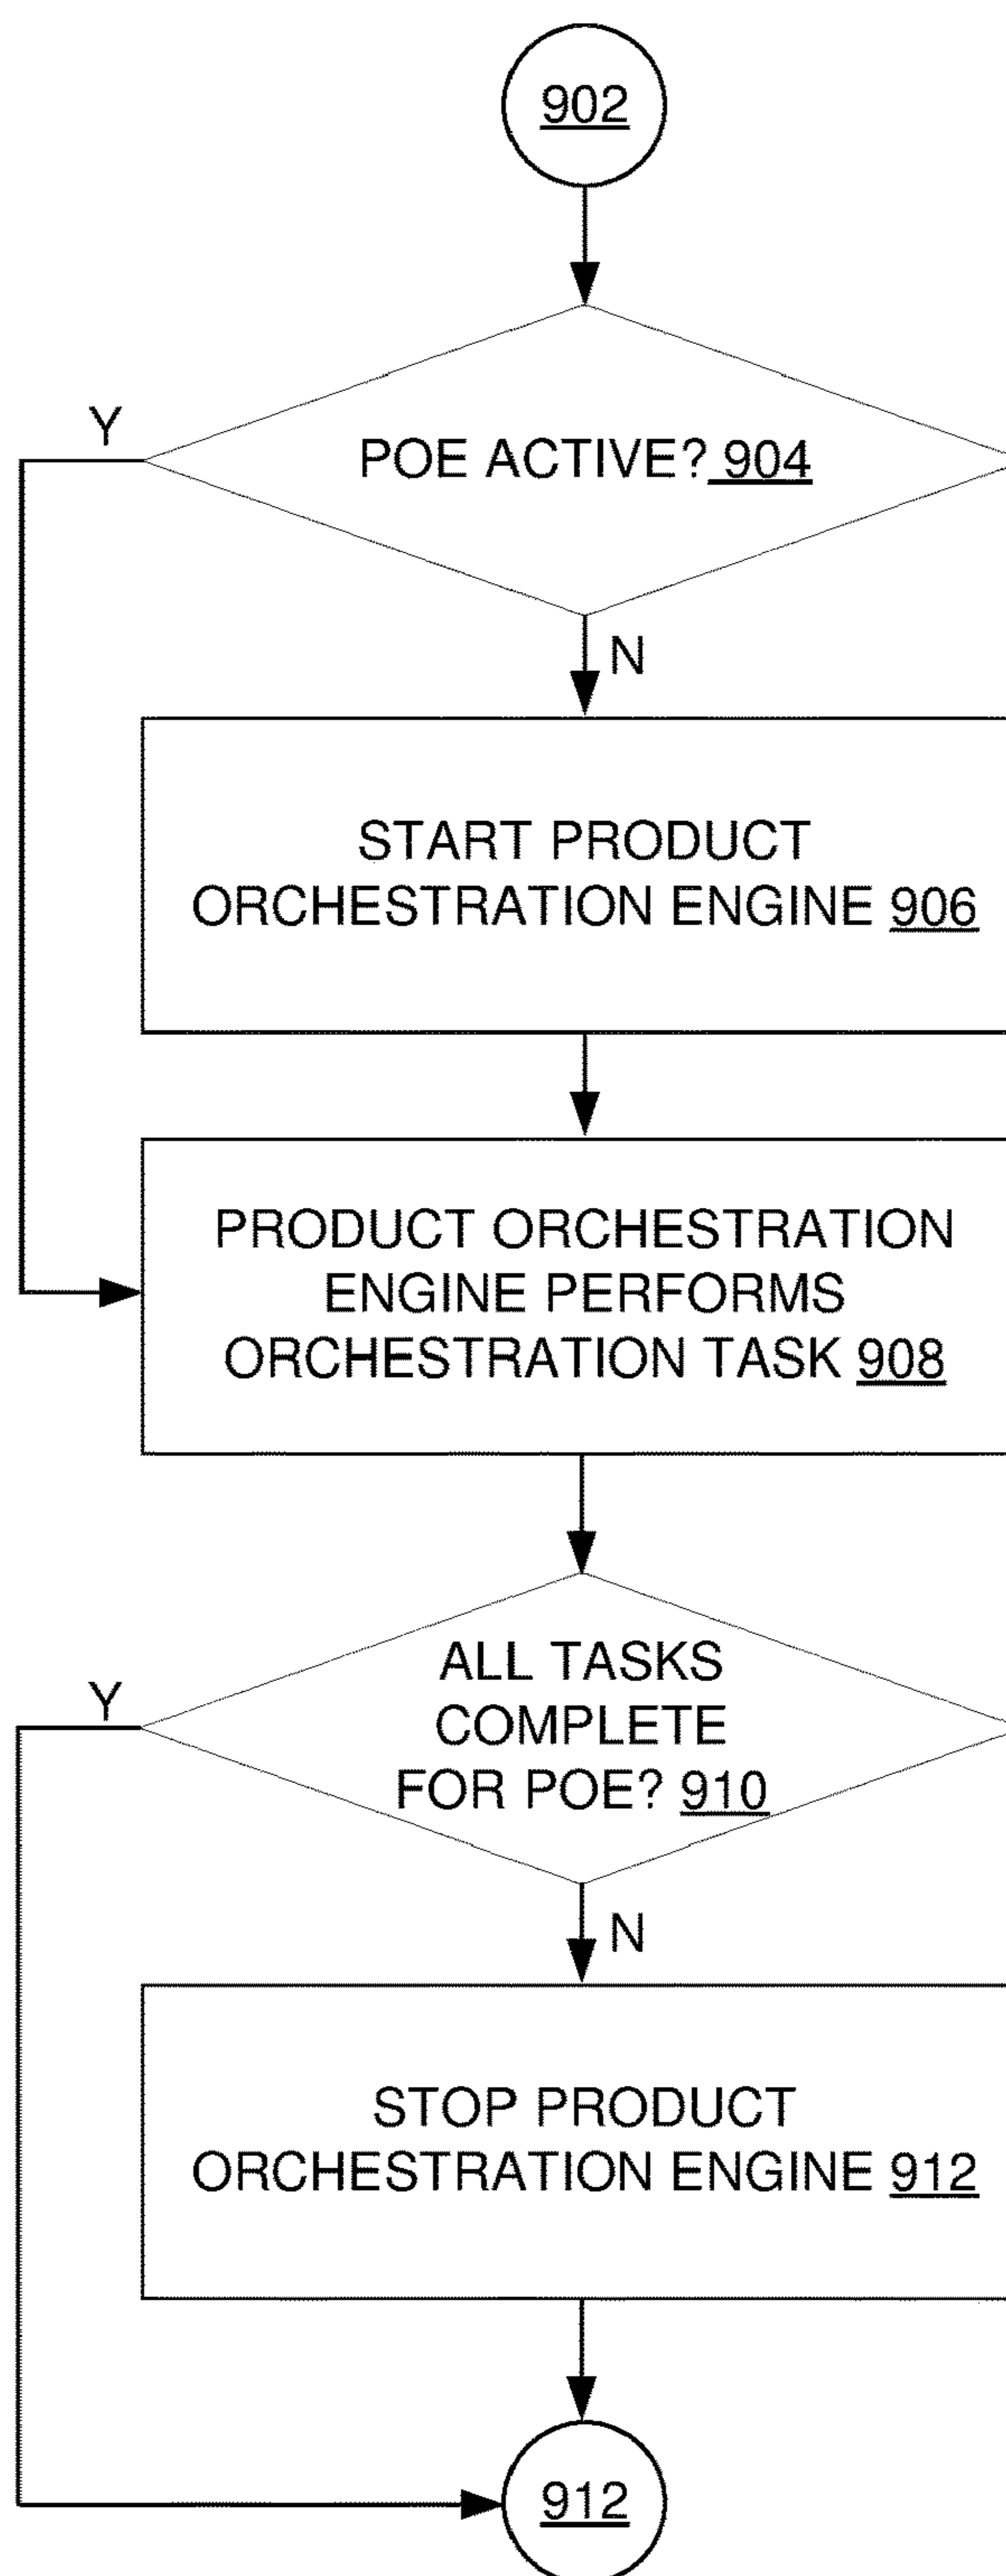 902
Y
POE ACTIVE? 904
N
START PRODUCT
ORCHESTRATION ENGINE 906
PRODUCT ORCHESTRATION
ENGINE PERFORMS
ORCHESTRATION TASK 908
Y
ALL TASKS
COMPLETE
FOR POE? 910
N
STOP PRODUCT
ORCHESTRATION ENGINE 912
912